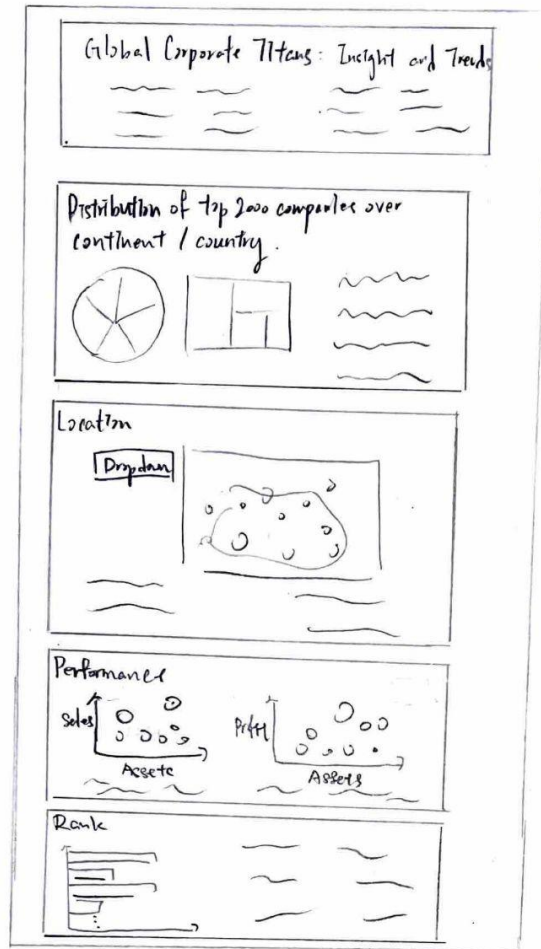 Global Corporate Titans: Insight and Trends
Distribution of top 2000 companies over
continent / country.
Location
Dropdown
Performance
Sales
Assets
Profit
Assets
Rank